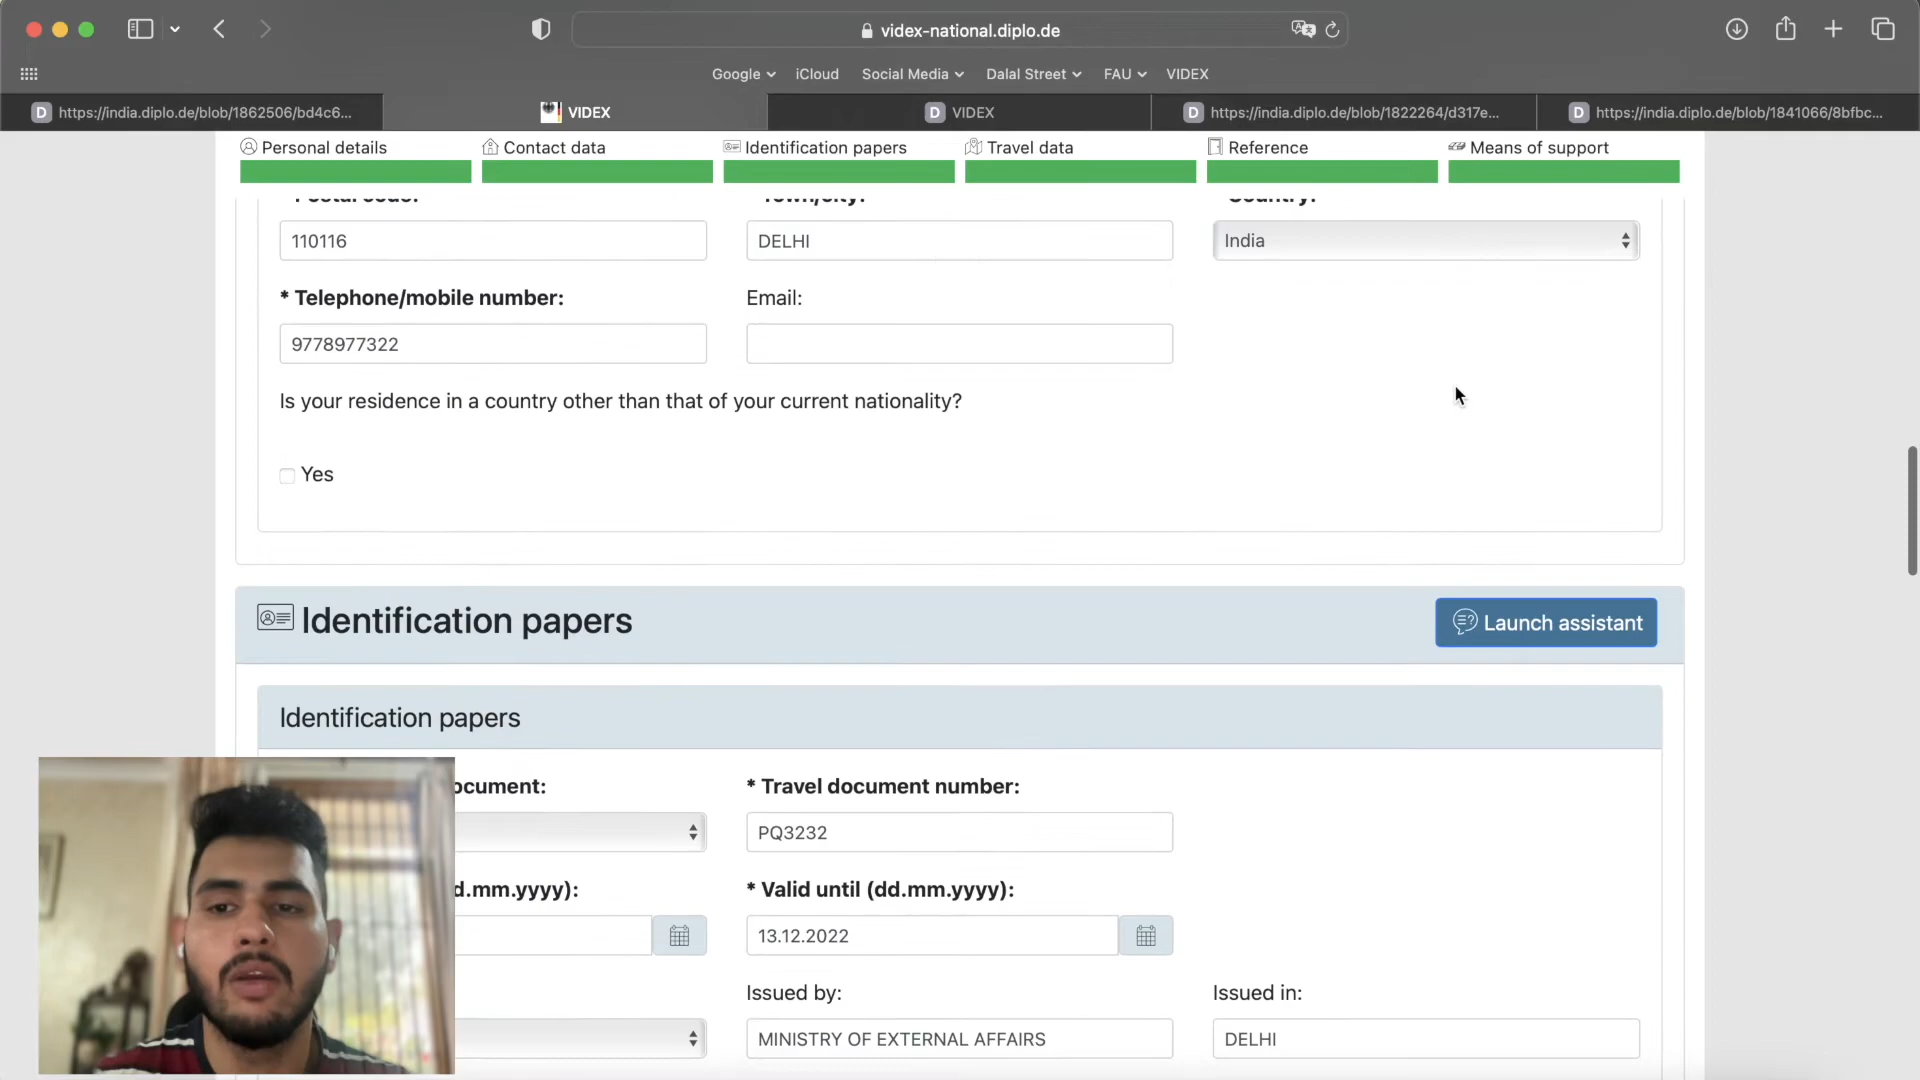 videx-national.diplo.de
Google iCloud Social Media Dalal Street FAU VIDEX
D https://india.diplo.de/blob/1862506/bd4c6... VIDEX D VIDEX D https://india.diplo.de/blob/1822264/d317e... D https://india.diplo.de/blob/1841066/8bfbc...
Personal details Contact data Identification papers Travel data Reference Means of support
* Postal code: * Town/city: * Country:
110116 DELHI India
* Telephone/mobile number: Email:
9778977322
Is your residence in a country other than that of your current nationality?
Yes
Identification papers Launch assistant
Identification papers
ocument: * Travel document number:
PQ3232
d.mm.yyyy): * Valid until (dd.mm.yyyy):
13.12.2022
Issued by: Issued in:
MINISTRY OF EXTERNAL AFFAIRS DELHI